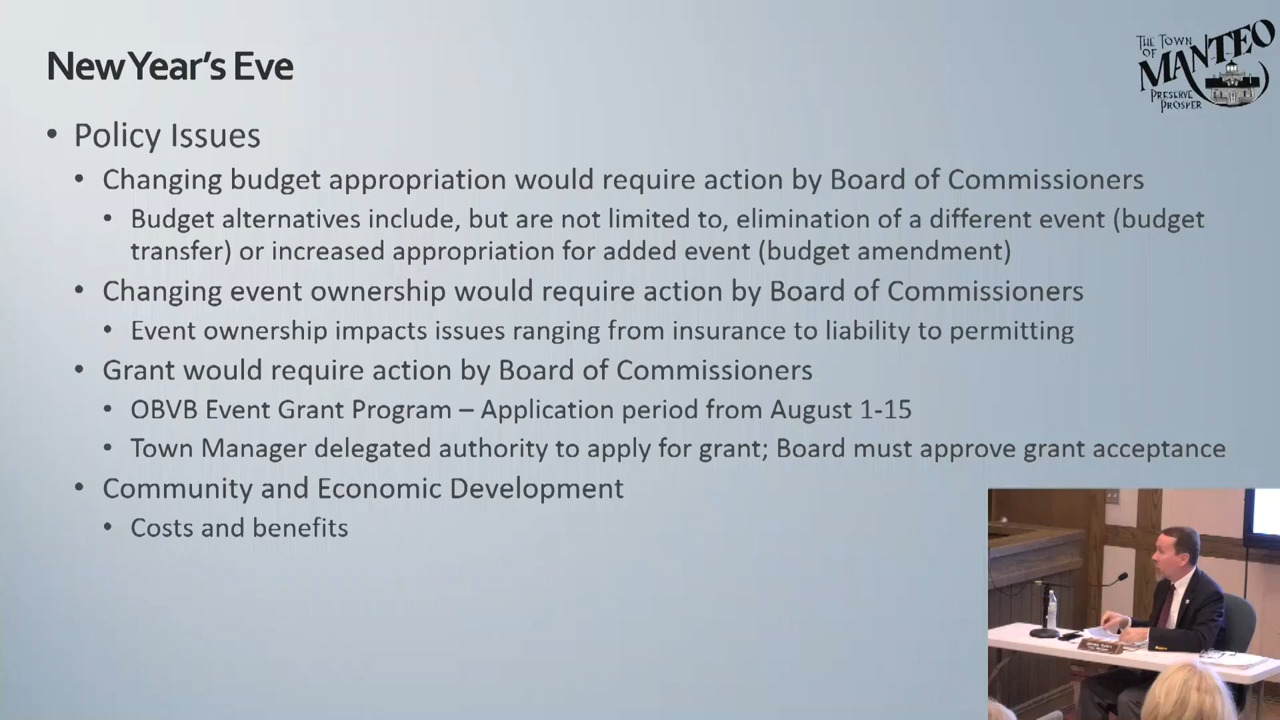 New Year's Eve
THE TOWN
OF
MANTEO
PRESERVE
PROSPER
• Policy Issues
• Changing budget appropriation would require action by Board of Commissioners
• Budget alternatives include, but are not limited to, elimination of a different event (budget
transfer) or increased appropriation for added event (budget amendment)
• Changing event ownership would require action by Board of Commissioners
• Event ownership impacts issues ranging from insurance to liability to permitting
• Grant would require action by Board of Commissioners
• OBVB Event Grant Program – Application period from August 1-15
• Town Manager delegated authority to apply for grant; Board must approve grant acceptance
• Community and Economic Development
• Costs and benefits